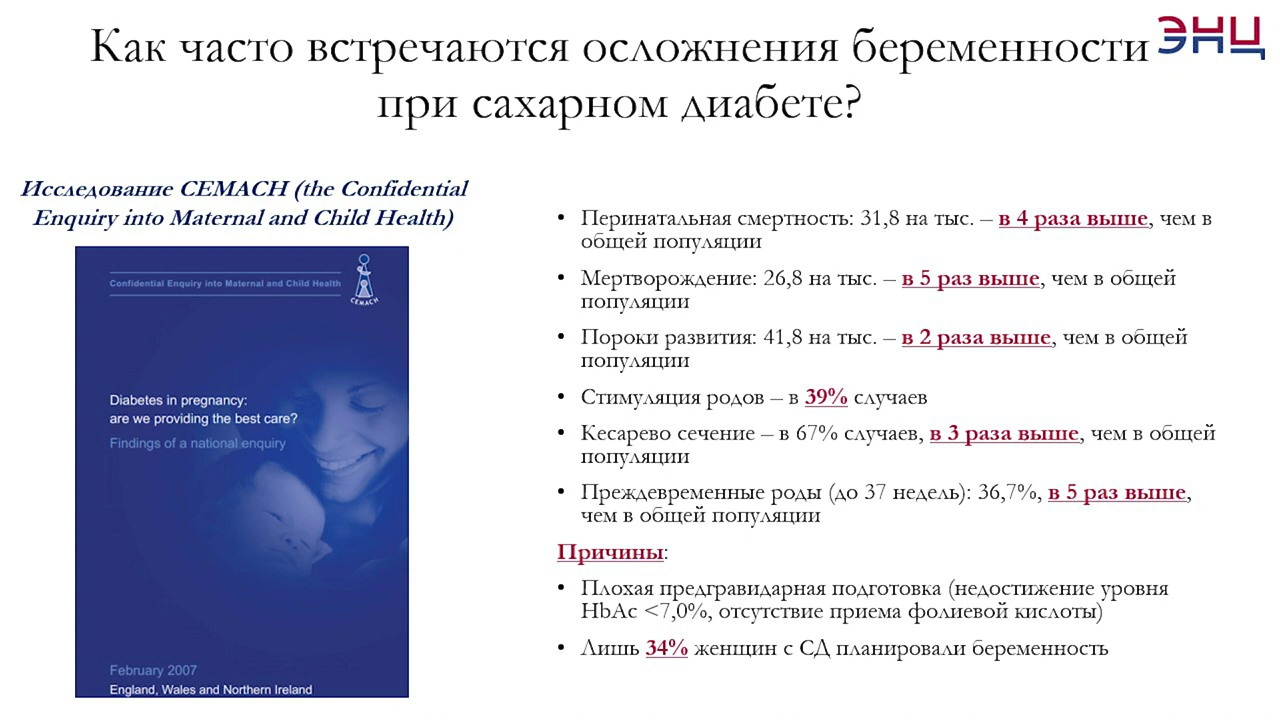 Как часто встречаются осложнения беременности
при сахарном диабете?
ЭНЦ
Исследование CEMACH (the Confidential
Enquiry into Maternal and Child Health)
Confidential Enquiry into Maternal and Child Health
CEMACH
Diabetes in pregnancy:
are we providing the best care?
Findings of a national enquiry
February 2007
England, Wales and Northern Ireland
• Перинатальная смертность: 31,8 на тыс. – в 4 раза выше, чем в
общей популяции
• Мертворождение: 26,8 на тыс. – в 5 раз выше, чем в общей
популяции
• Пороки развития: 41,8 на тыс. – в 2 раза выше, чем в общей
популяции
• Стимуляция родов – в 39% случаев
• Кесарево сечение – в 67% случаев, в 3 раза выше, чем в общей
популяции
• Преждевременные роды (до 37 недель): 36,7%, в 5 раз выше,
чем в общей популяции
Причины:
• Плохая предгравидарная подготовка (недостижение уровня
HbAc <7,0%, отсутствие приема фолиевой кислоты)
• Лишь 34% женщин с СД планировали беременность